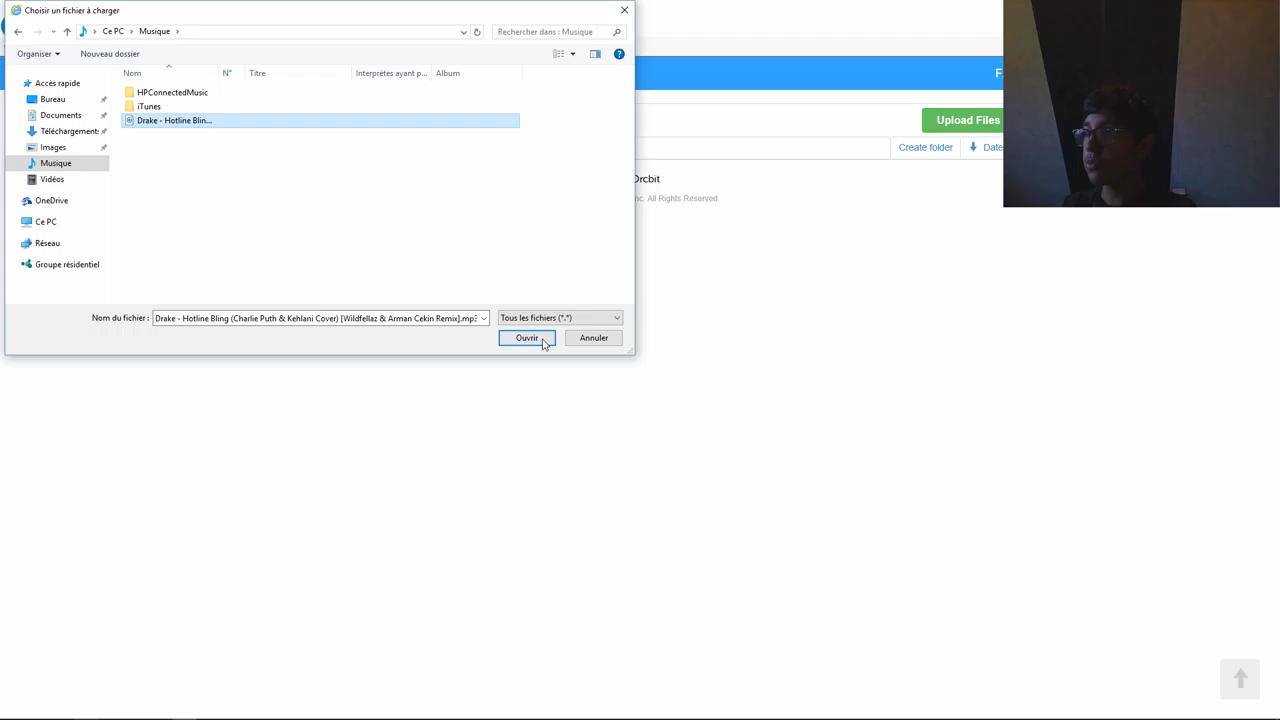 Choisir un fichier à charger
Ce PC > Musique >
Rechercher dans : Musique
Organiser
Nouveau dossier
Nom
N°
Titre
Interprètes ayant p...
Album
Accès rapide
Bureau
Documents
Téléchargements
Images
Musique
Vidéos
OneDrive
Ce PC
Réseau
Groupe résidentiel
HPConnectedMusic
iTunes
Drake - Hotline Blin...
Nom du fichier :
Drake - Hotline Bling (Charlie Puth & Kehlani Cover) [Wildfellaz & Arman Cekin Remix].mp3
Tous les fichiers (*.*)
Ouvrir
Annuler
F
Upload Files
Create folder
Date
Orcbit
nc. All Rights Reserved.